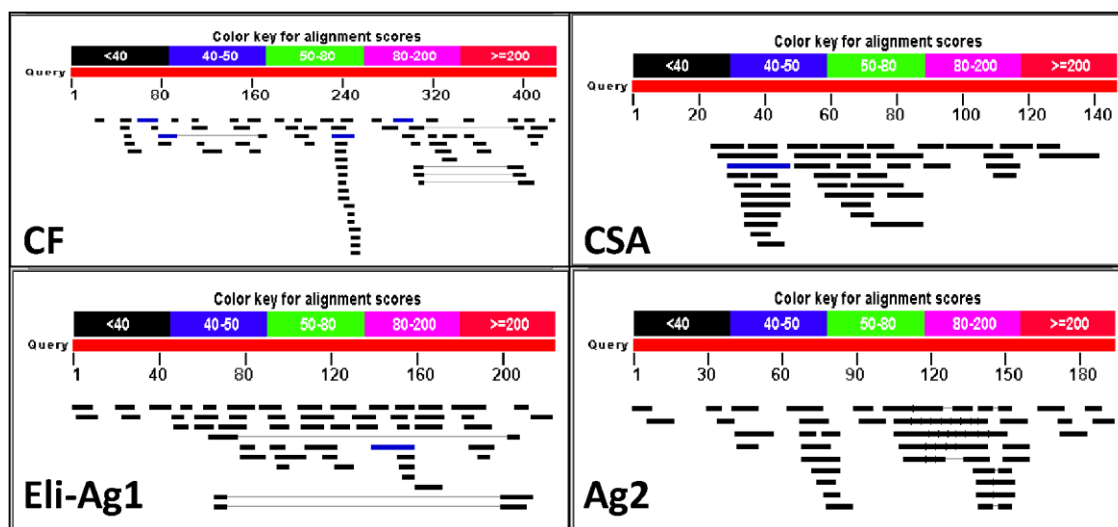 Color key for alignment scores
<40 40-50 50-80 80-200 >=200
Query
1 80 160 240 320 400
CF
Color key for alignment scores
<40 40-50 50-80 80-200 >=200
Query
1 20 40 60 80 100 120 140
CSA
Color key for alignment scores
<40 40-50 50-80 80-200 >=200
Query
1 40 80 120 160 200
Eli-Ag1
Color key for alignment scores
<40 40-50 50-80 80-200 >=200
Query
1 30 60 90 120 150 180
Ag2